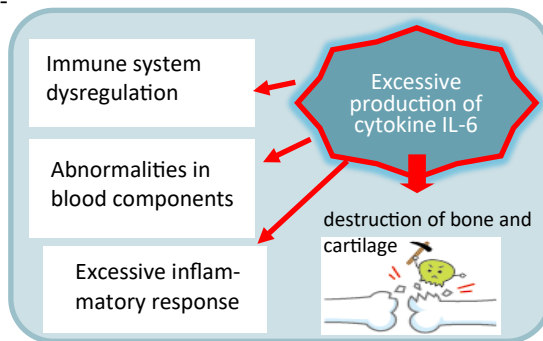 -
Immune system
dysregulation
Excessive
production of
cytokine IL-6
Abnormalities in
blood components
destruction of bone and
cartilage
Excessive inflam-
matory response